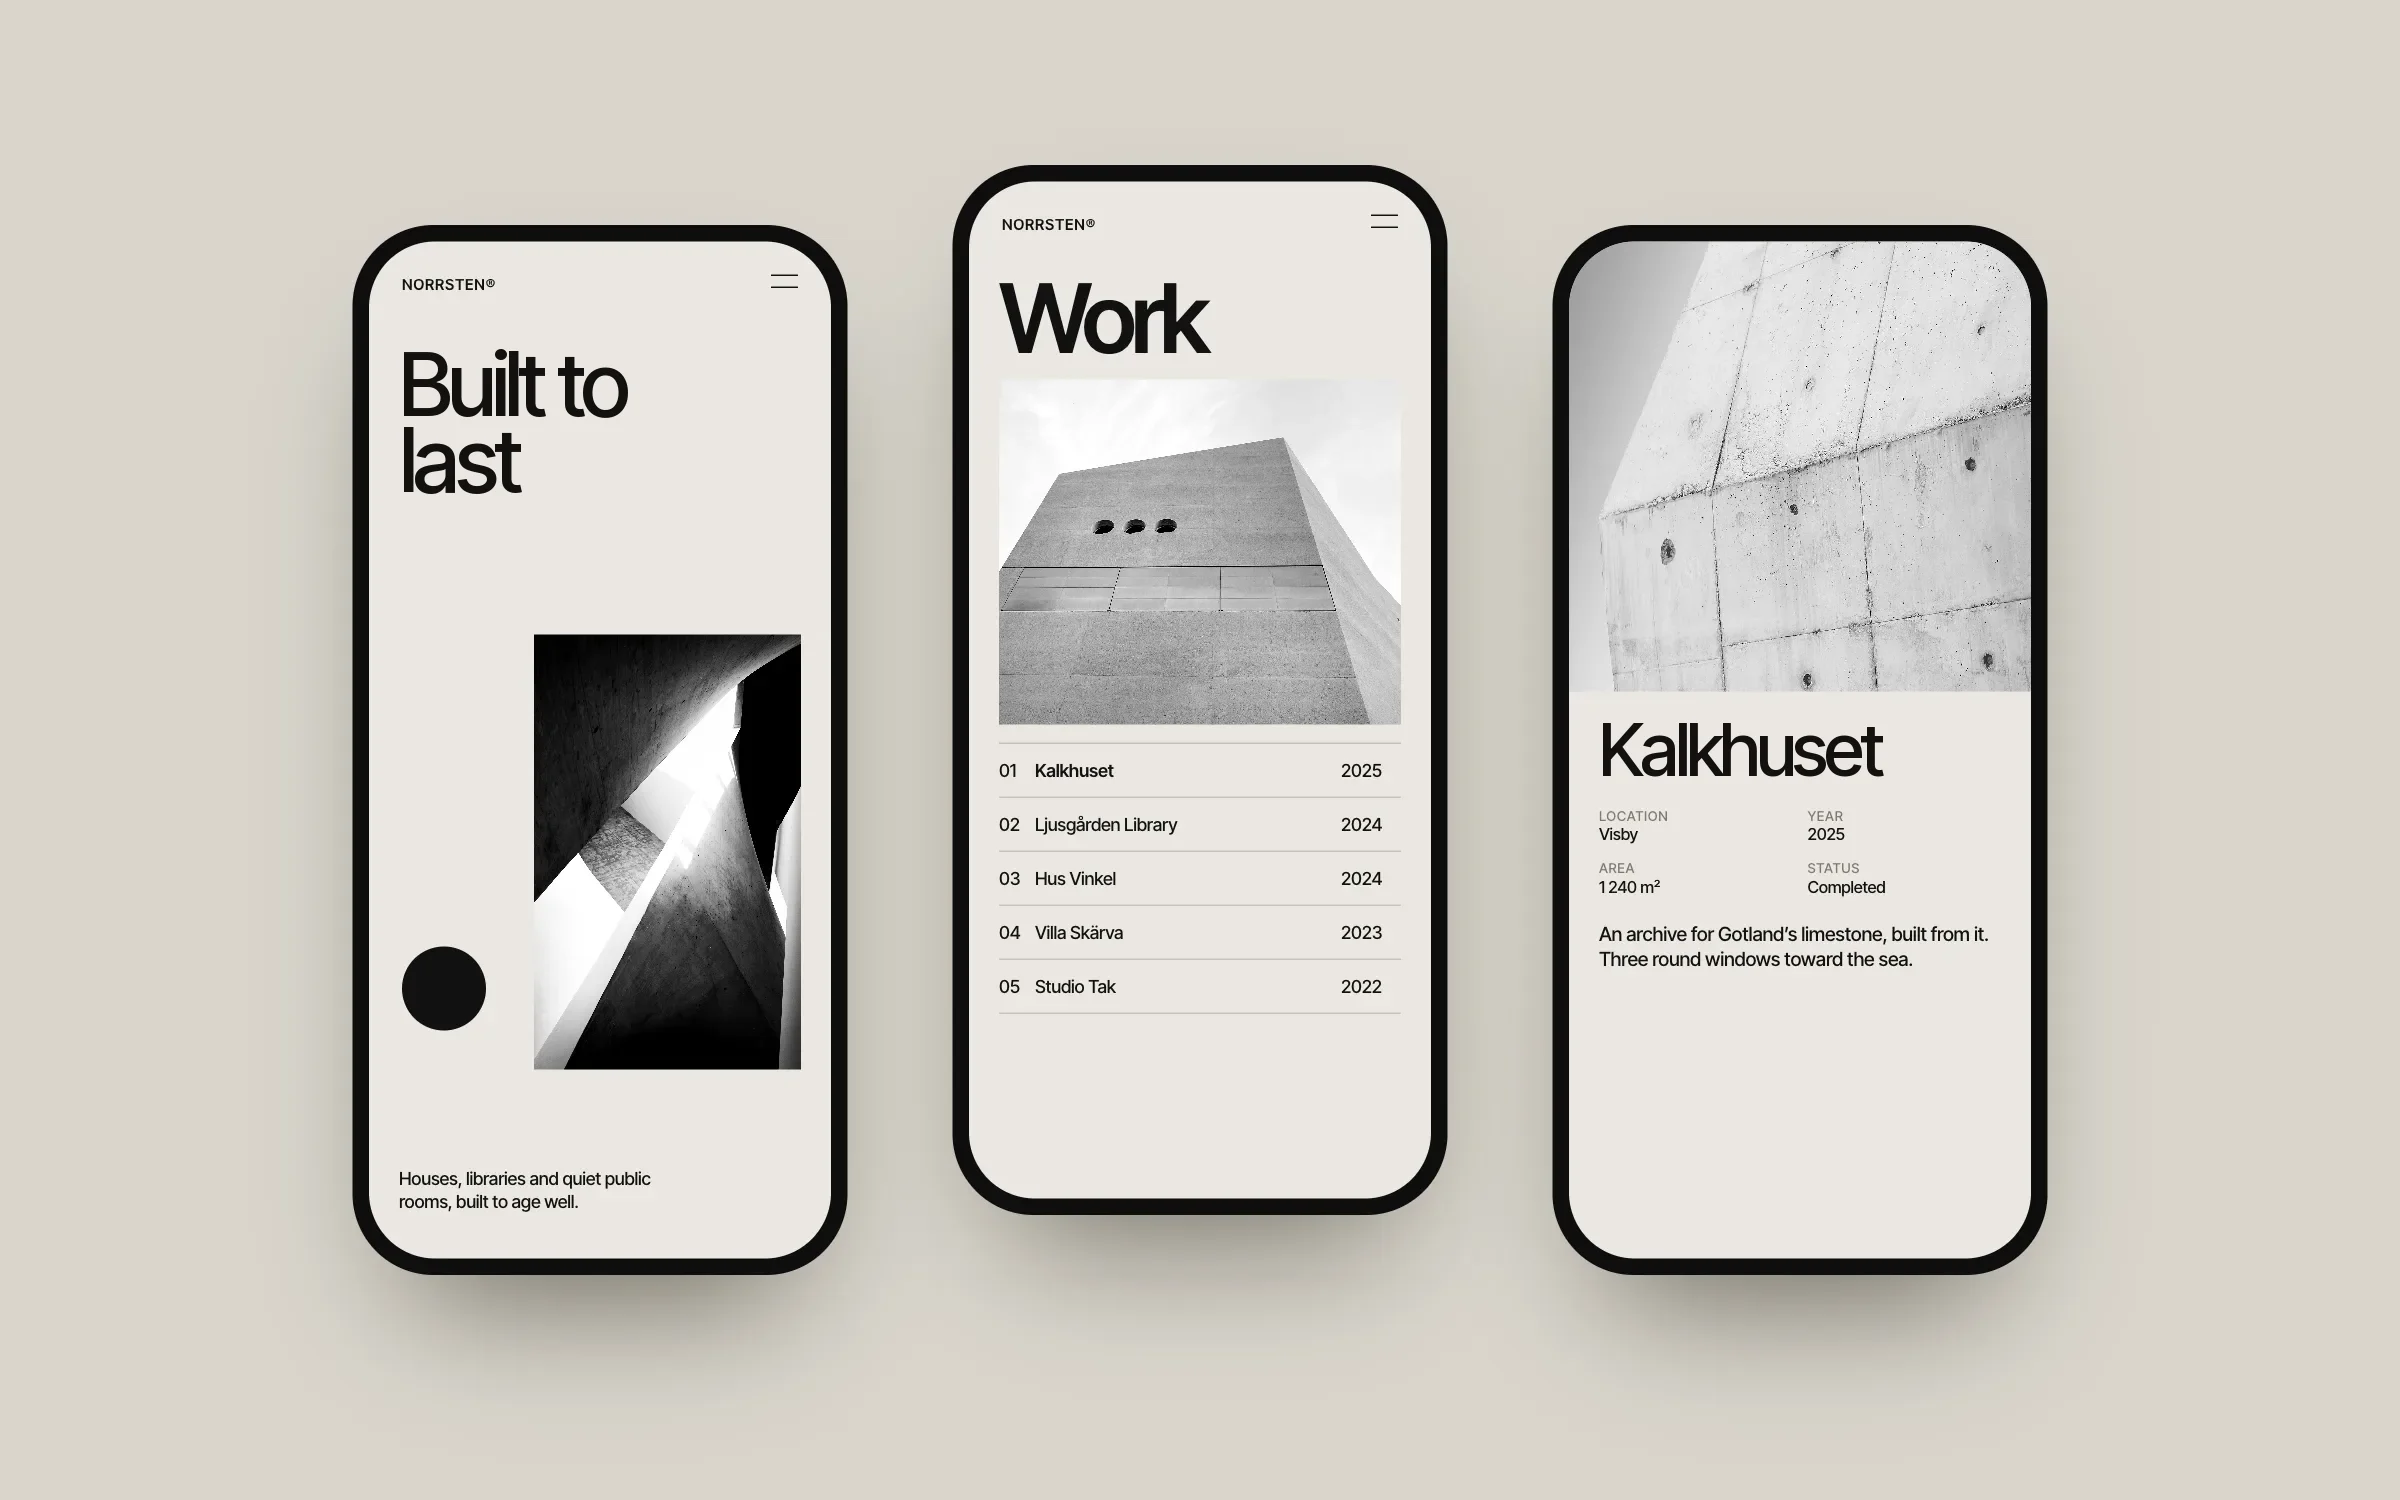 NORRSTEN®
Built to
last
Houses, libraries and quiet public
rooms, built to age well.
NORRSTEN®
Work
01 Kalkhuset 2025
02 Ljusgården Library 2024
03 Hus Vinkel 2024
04 Villa Skärva 2023
05 Studio Tak 2022
Kalkhuset
LOCATION YEAR
Visby 2025
AREA STATUS
1 240 m² Completed
An archive for Gotland’s limestone, built from it.
Three round windows toward the sea.